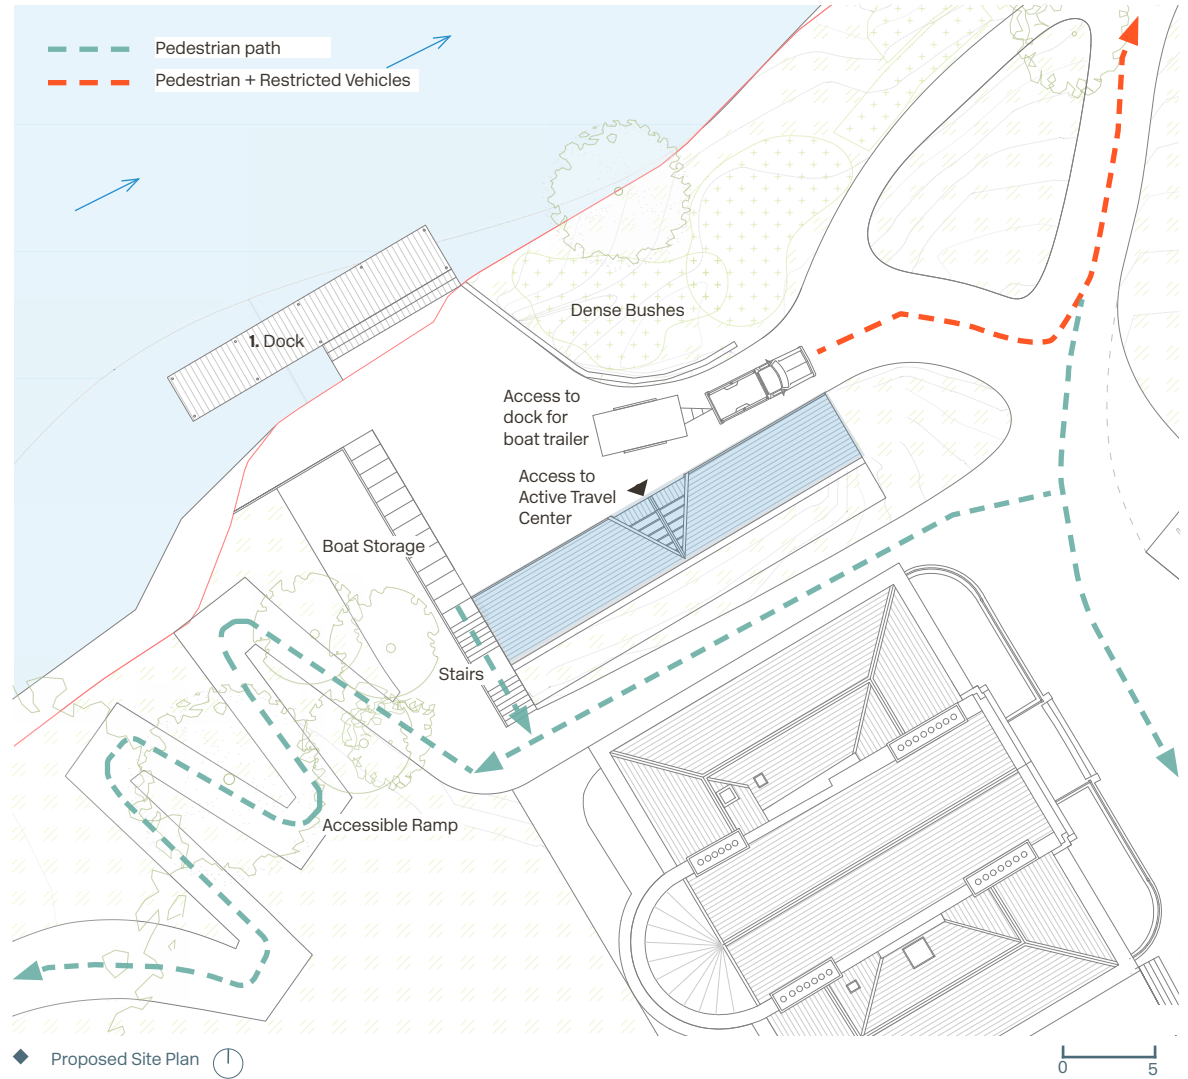 Pedestrian path
Pedestrian + Restricted Vehicles
1. Dock
Dense Bushes
Access to
dock for
boat trailer
Access to
Active Travel
Center
Boat Storage
Stairs
Accessible Ramp
Proposed Site Plan
0 5